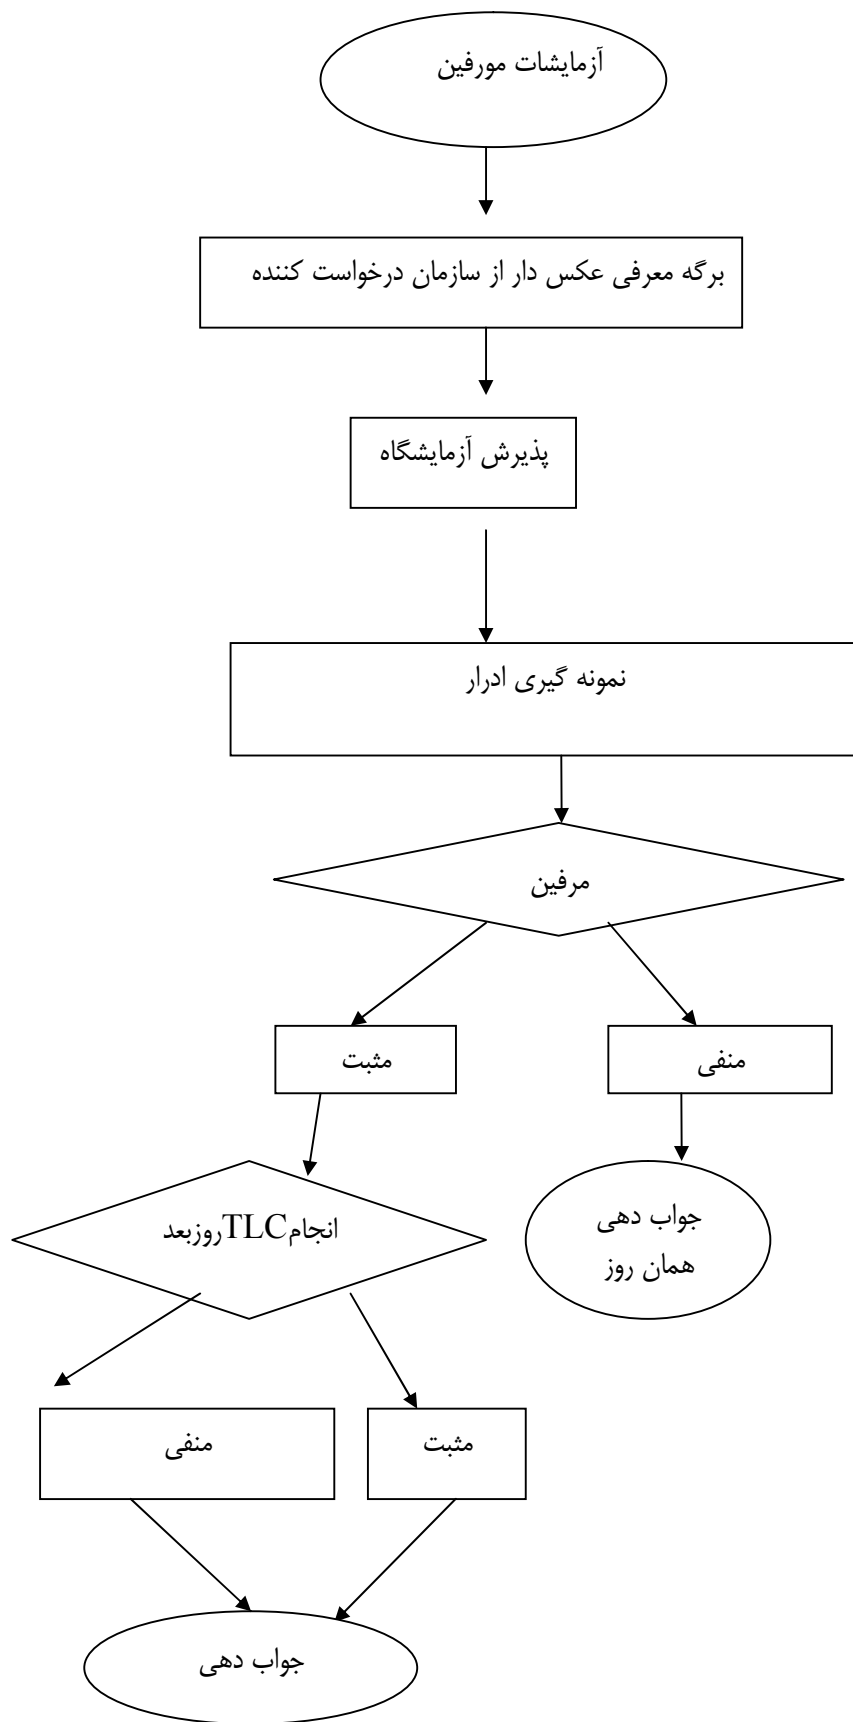 آزمایشات مورفین
برگه معرفی عکس دار از سازمان درخواست کننده
پذیرش آزمایشگاه
نمونه گیری ادرار
مرفین
مثبت
منفی
انجامTLCروزبعد
جواب دهی
همان روز
منفی
مثبت
جواب دهی